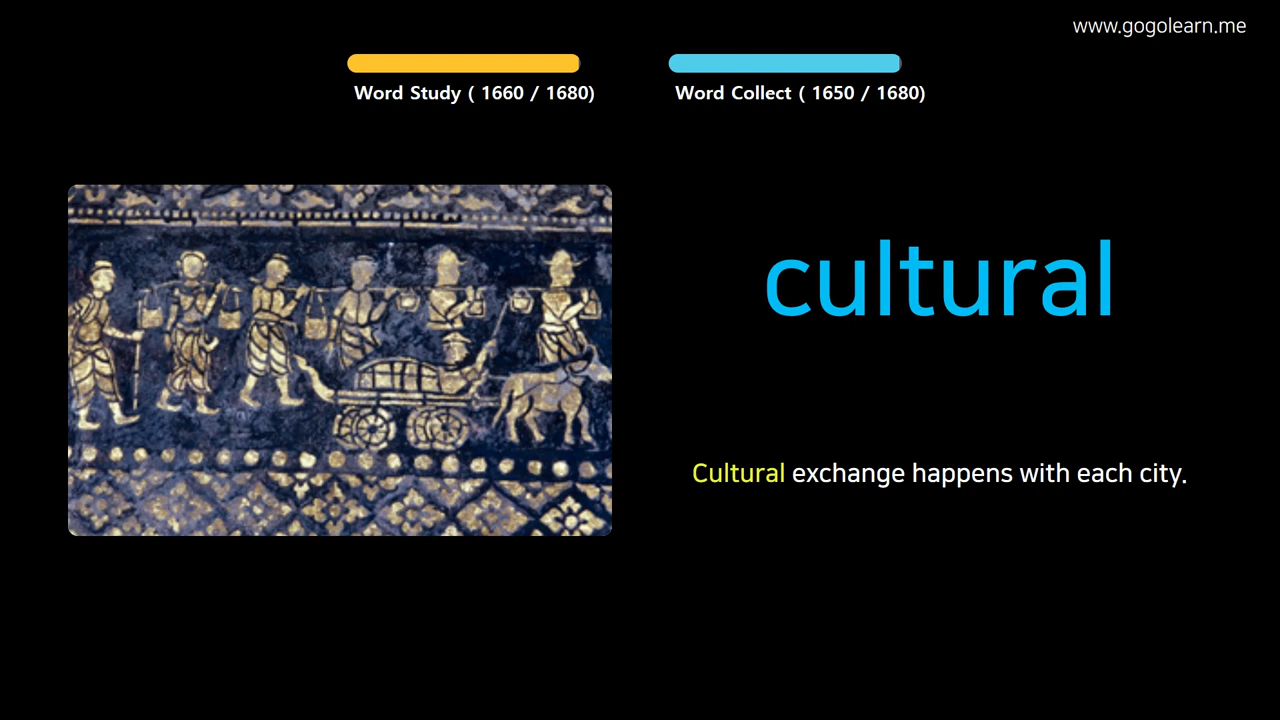 www.gogolearn.me
Word Study ( 1660 / 1680)
Word Collect ( 1650 / 1680)
cultural
Cultural exchange happens with each city.